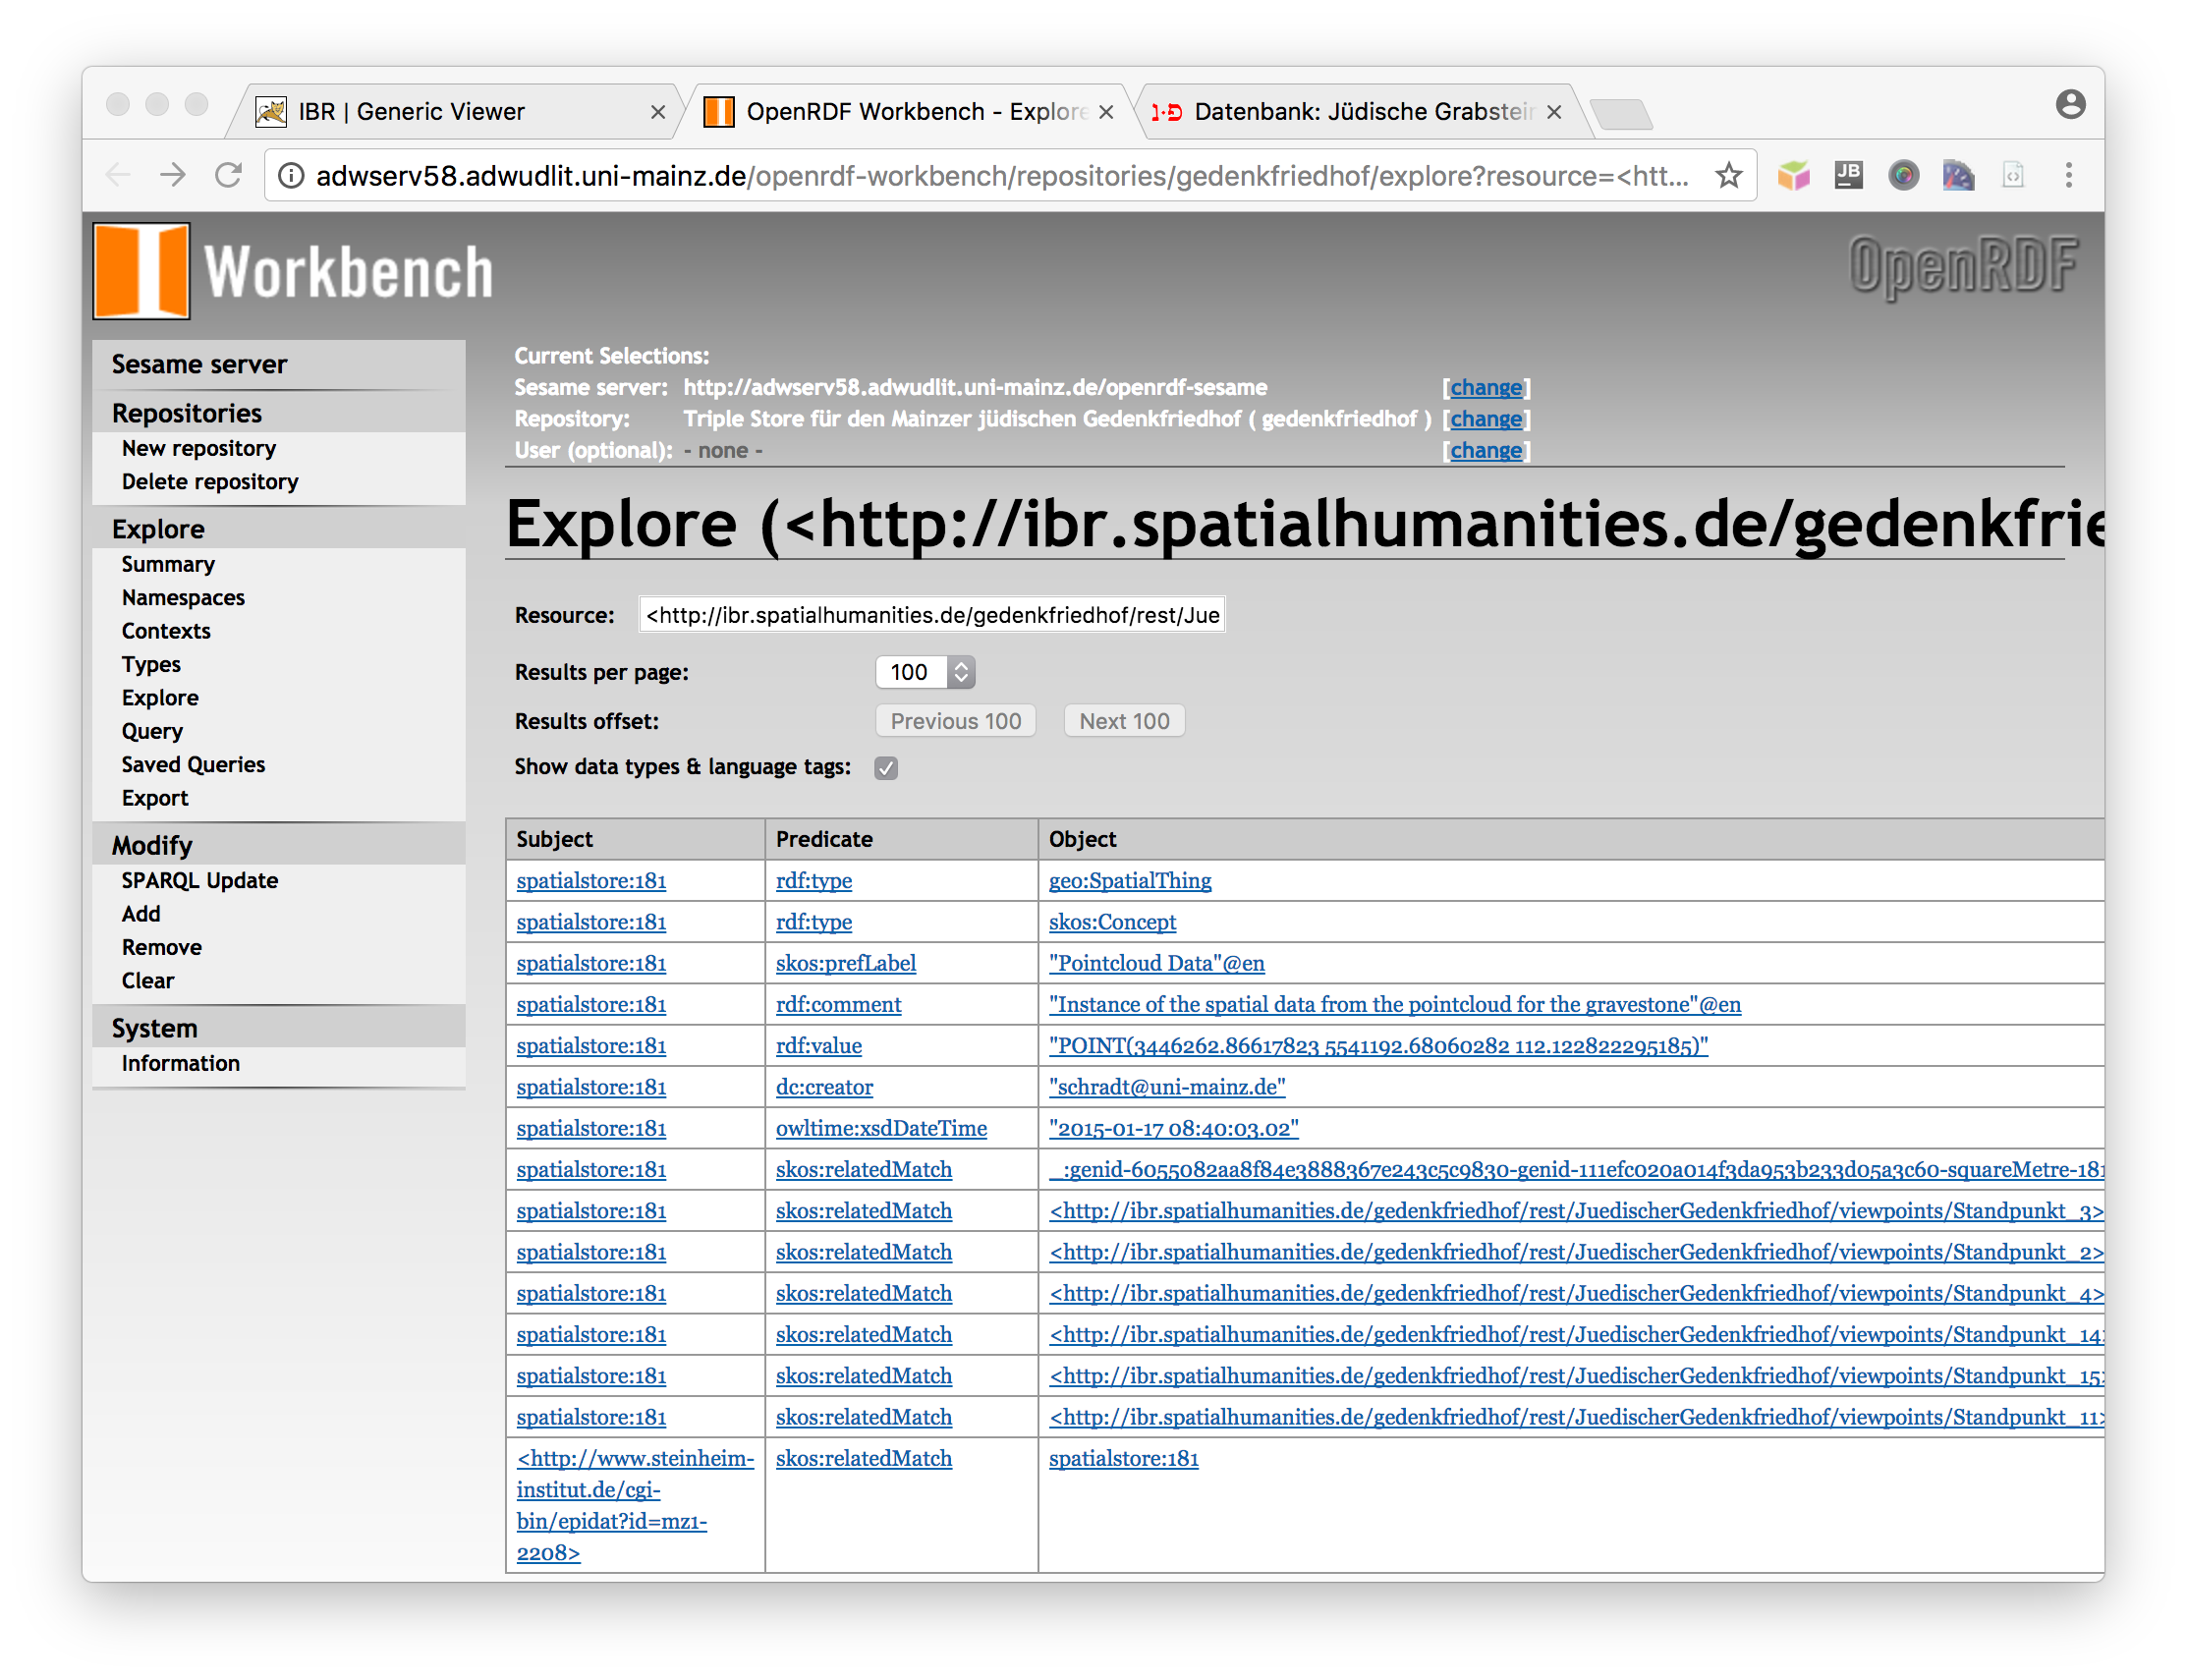 IBR | Generic Viewer
OpenRDF Workbench - Explore
פ·נ Datenbank: Jüdische Grabstein
adwserv58.adwudlit.uni-mainz.de/openrdf-workbench/repositories/gedenkfriedhof/explore?resource=<htt...
JB
Workbench
OpenRDF
Sesame server
Repositories
New repository
Delete repository
Explore
Summary
Namespaces
Contexts
Types
Explore
Query
Saved Queries
Export
Modify
SPARQL Update
Add
Remove
Clear
System
Information
Current Selections:
Sesame server: http://adwserv58.adwudlit.uni-mainz.de/openrdf-sesame [change]
Repository: Triple Store für den Mainzer jüdischen Gedenkfriedhof ( gedenkfriedhof ) [change]
User (optional): - none - [change]
Explore (<http://ibr.spatialhumanities.de/gedenkfrie
Resource: <http://ibr.spatialhumanities.de/gedenkfriedhof/rest/Jue
Results per page: 100
Results offset: Previous 100 Next 100
Show data types & language tags:
Subject Predicate Object
spatialstore:181 rdf:type geo:SpatialThing
spatialstore:181 rdf:type skos:Concept
spatialstore:181 skos:prefLabel "Pointcloud Data"@en
spatialstore:181 rdf:comment "Instance of the spatial data from the pointcloud for the gravestone"@en
spatialstore:181 rdf:value "POINT(3446262.86617823 5541192.68060282 112.122822295185)"
spatialstore:181 dc:creator "schradt@uni-mainz.de"
spatialstore:181 owltime:xsdDateTime "2015-01-17 08:40:03.02"
spatialstore:181 skos:relatedMatch _:genid-6055082aa8f84e3888367e243c5c9830-genid-111efc020a014f3da953b233d05a3c60-squareMetre-181
spatialstore:181 skos:relatedMatch <http://ibr.spatialhumanities.de/gedenkfriedhof/rest/JuedischerGedenkfriedhof/viewpoints/Standpunkt_3>
spatialstore:181 skos:relatedMatch <http://ibr.spatialhumanities.de/gedenkfriedhof/rest/JuedischerGedenkfriedhof/viewpoints/Standpunkt_2>
spatialstore:181 skos:relatedMatch <http://ibr.spatialhumanities.de/gedenkfriedhof/rest/JuedischerGedenkfriedhof/viewpoints/Standpunkt_4>
spatialstore:181 skos:relatedMatch <http://ibr.spatialhumanities.de/gedenkfriedhof/rest/JuedischerGedenkfriedhof/viewpoints/Standpunkt_14>
spatialstore:181 skos:relatedMatch <http://ibr.spatialhumanities.de/gedenkfriedhof/rest/JuedischerGedenkfriedhof/viewpoints/Standpunkt_15>
spatialstore:181 skos:relatedMatch <http://ibr.spatialhumanities.de/gedenkfriedhof/rest/JuedischerGedenkfriedhof/viewpoints/Standpunkt_11>
<http://www.steinheim- skos:relatedMatch spatialstore:181
institut.de/cgi-
bin/epidat?id=mz1-
2208>